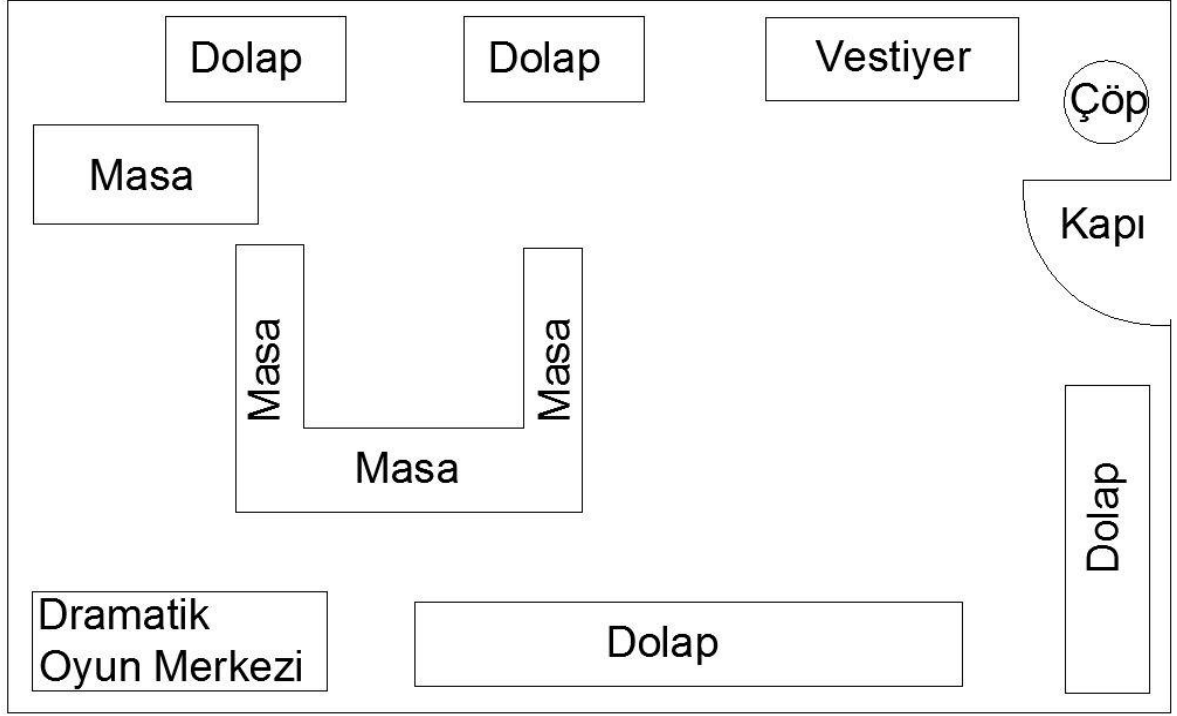 Dolap
Dolap
Vestiyer
Çöp
Masa
Kapı
Masa
Masa
Masa
Dolap
Dramatik
Oyun Merkezi
Dolap